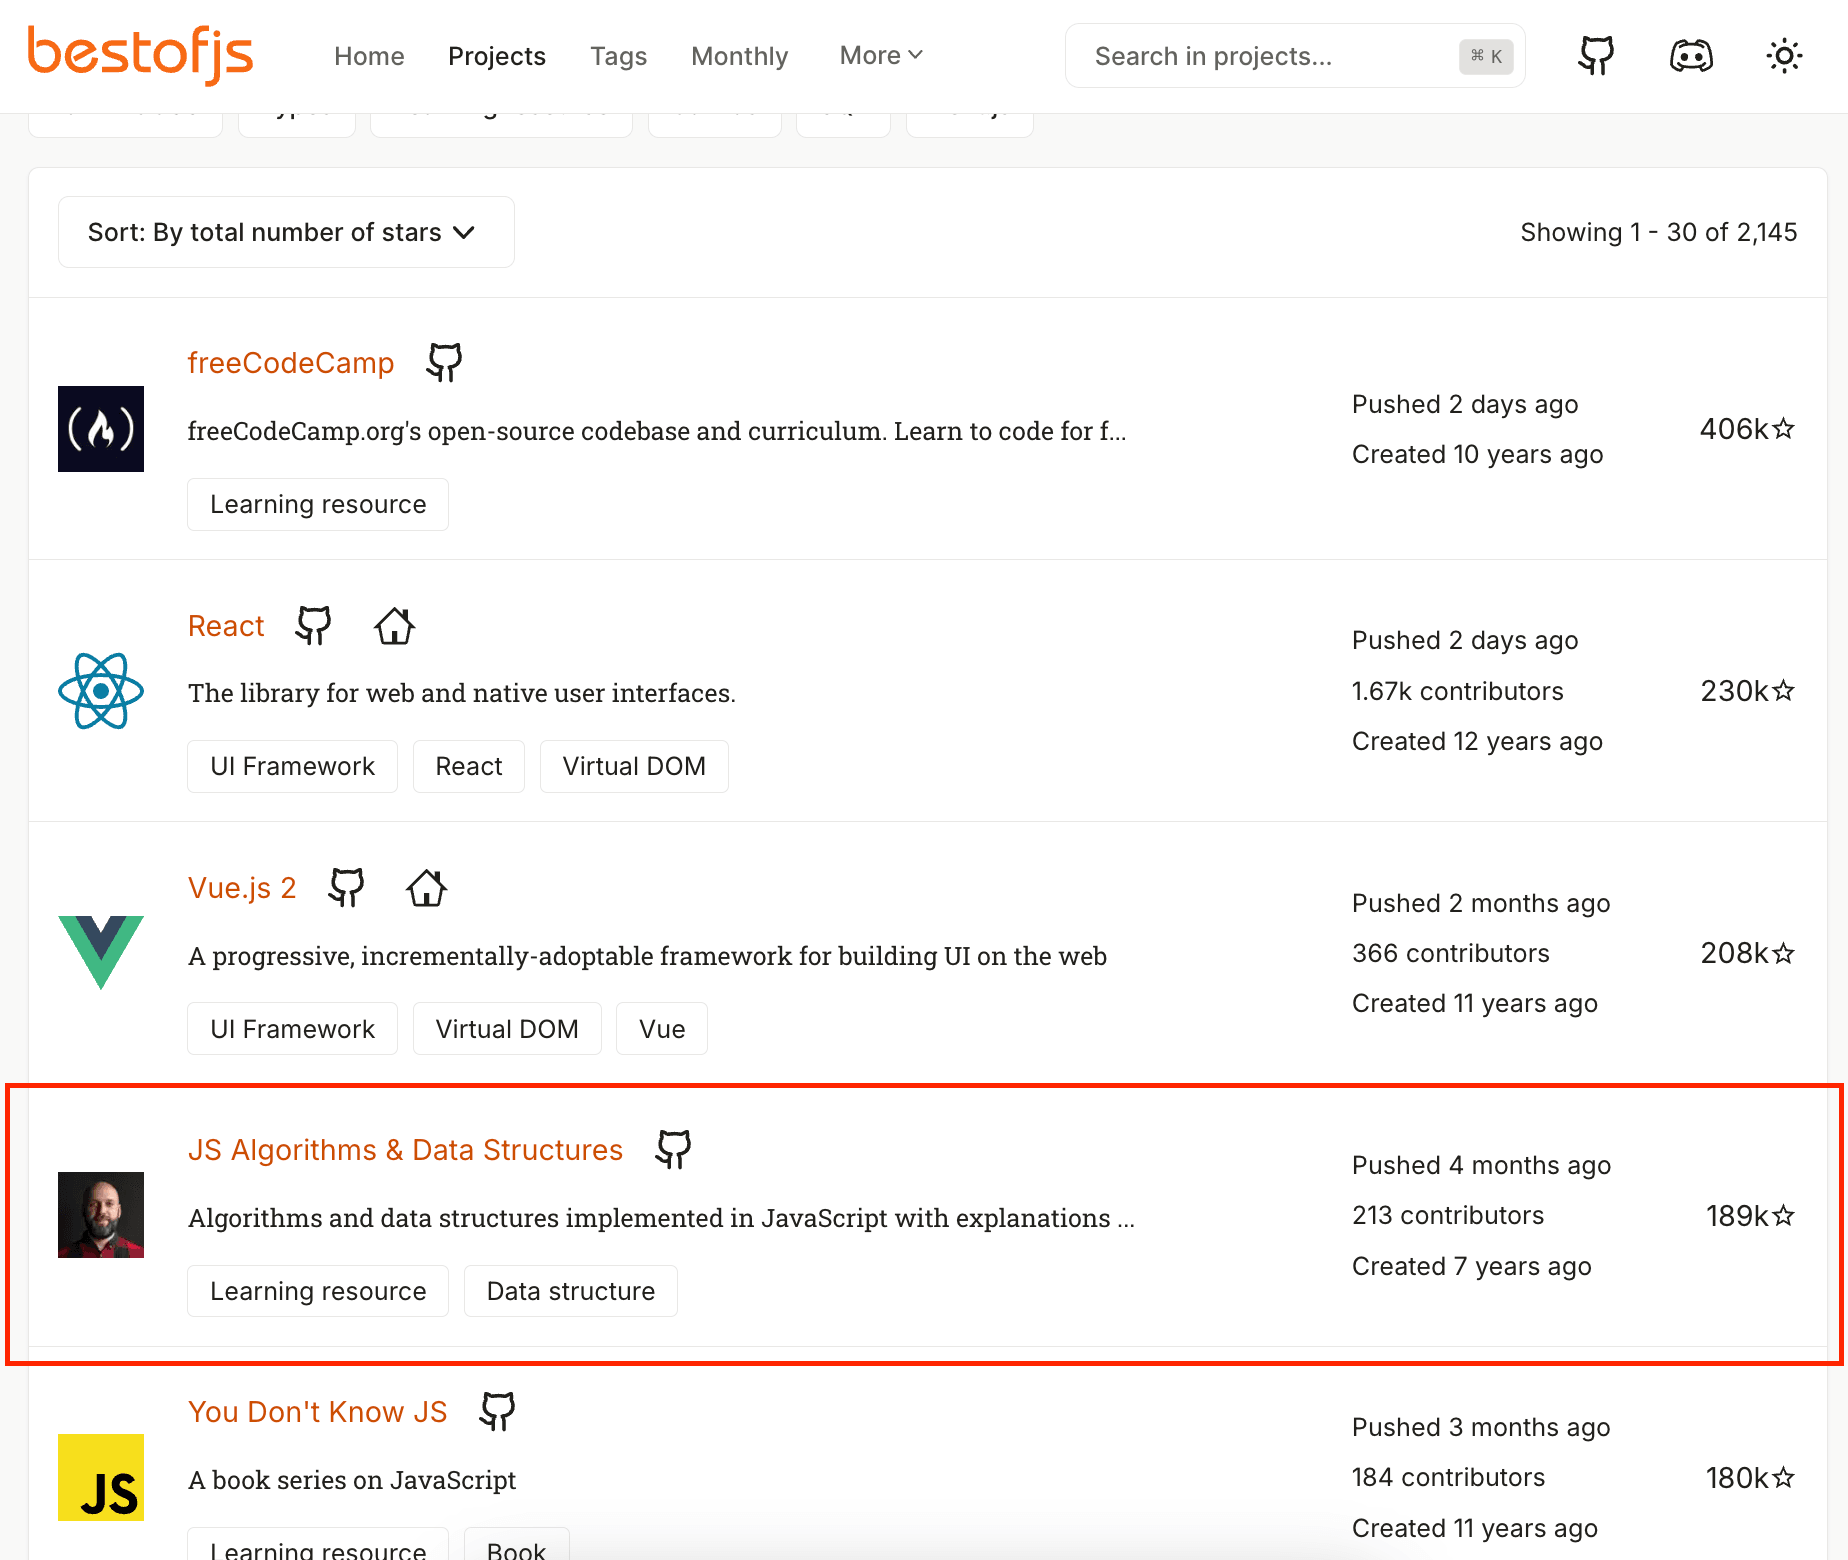 bestofjs
Home Projects Tags Monthly More Search in projects... ⌘ K
Sort: By total number of stars Showing 1 - 30 of 2,145
freeCodeCamp
freeCodeCamp.org's open-source codebase and curriculum. Learn to code for f...
Learning resource
Pushed 2 days ago
Created 10 years ago
406k
React
The library for web and native user interfaces.
UI Framework React Virtual DOM
Pushed 2 days ago
1.67k contributors
Created 12 years ago
230k
Vue.js 2
A progressive, incrementally-adoptable framework for building UI on the web
UI Framework Virtual DOM Vue
Pushed 2 months ago
366 contributors
Created 11 years ago
208k
JS Algorithms & Data Structures
Algorithms and data structures implemented in JavaScript with explanations ...
Learning resource Data structure
Pushed 4 months ago
213 contributors
Created 7 years ago
189k
JS
You Don't Know JS
A book series on JavaScript
Learning resource Book
Pushed 3 months ago
184 contributors
Created 11 years ago
180k